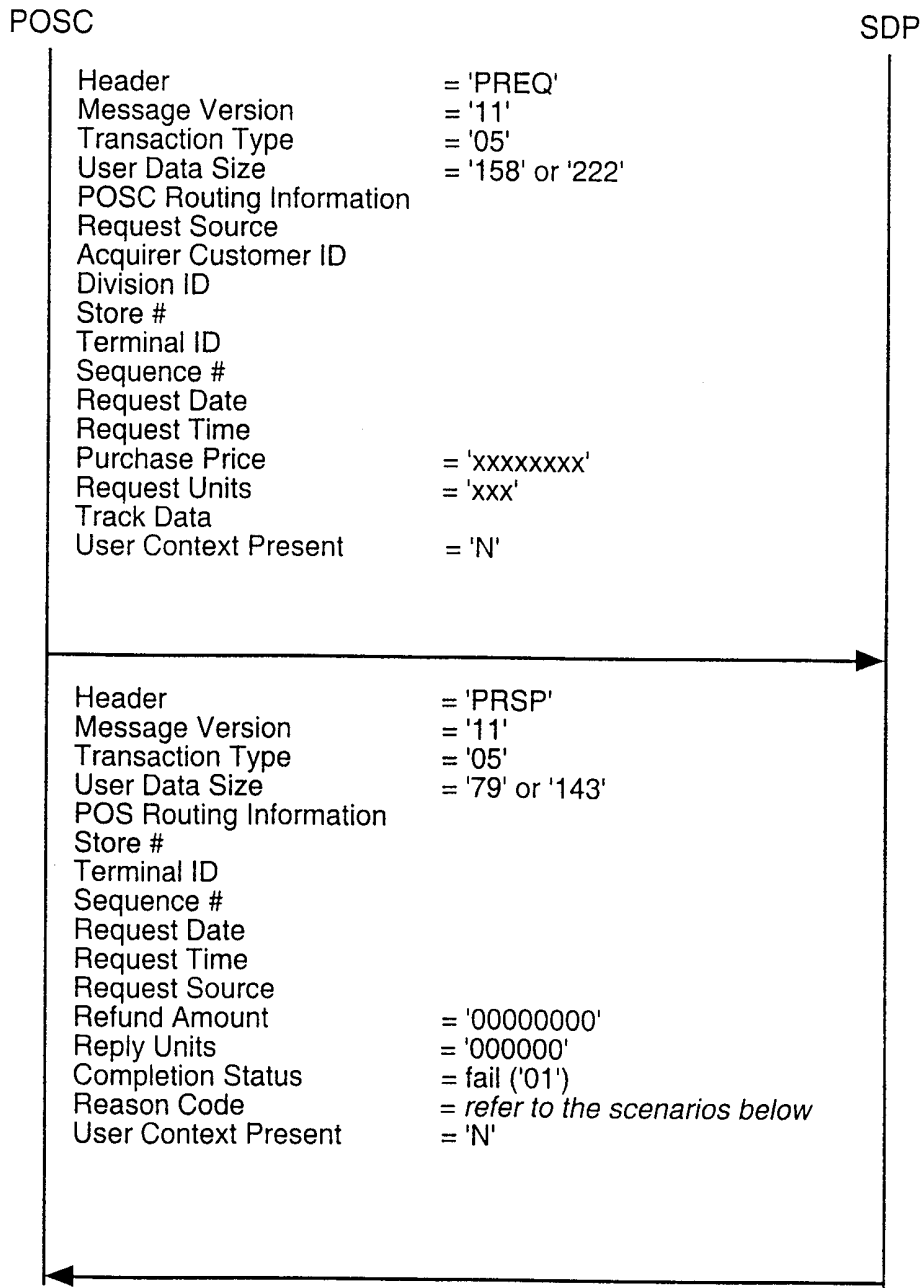 POSC SDP
Header = 'PREQ'
Message Version = '11'
Transaction Type = '05'
User Data Size = '158' or '222'
POSC Routing Information
Request Source
Acquirer Customer ID
Division ID
Store #
Terminal ID
Sequence #
Request Date
Request Time
Purchase Price = 'xxxxxxxx'
Request Units = 'xxx'
Track Data
User Context Present = 'N'
Header = 'PRSP'
Message Version = '11'
Transaction Type = '05'
User Data Size = '79' or '143'
POS Routing Information
Store #
Terminal ID
Sequence #
Request Date
Request Time
Request Source
Refund Amount = '00000000'
Reply Units = '000000'
Completion Status = fail ('01')
Reason Code = refer to the scenarios below
User Context Present = 'N'